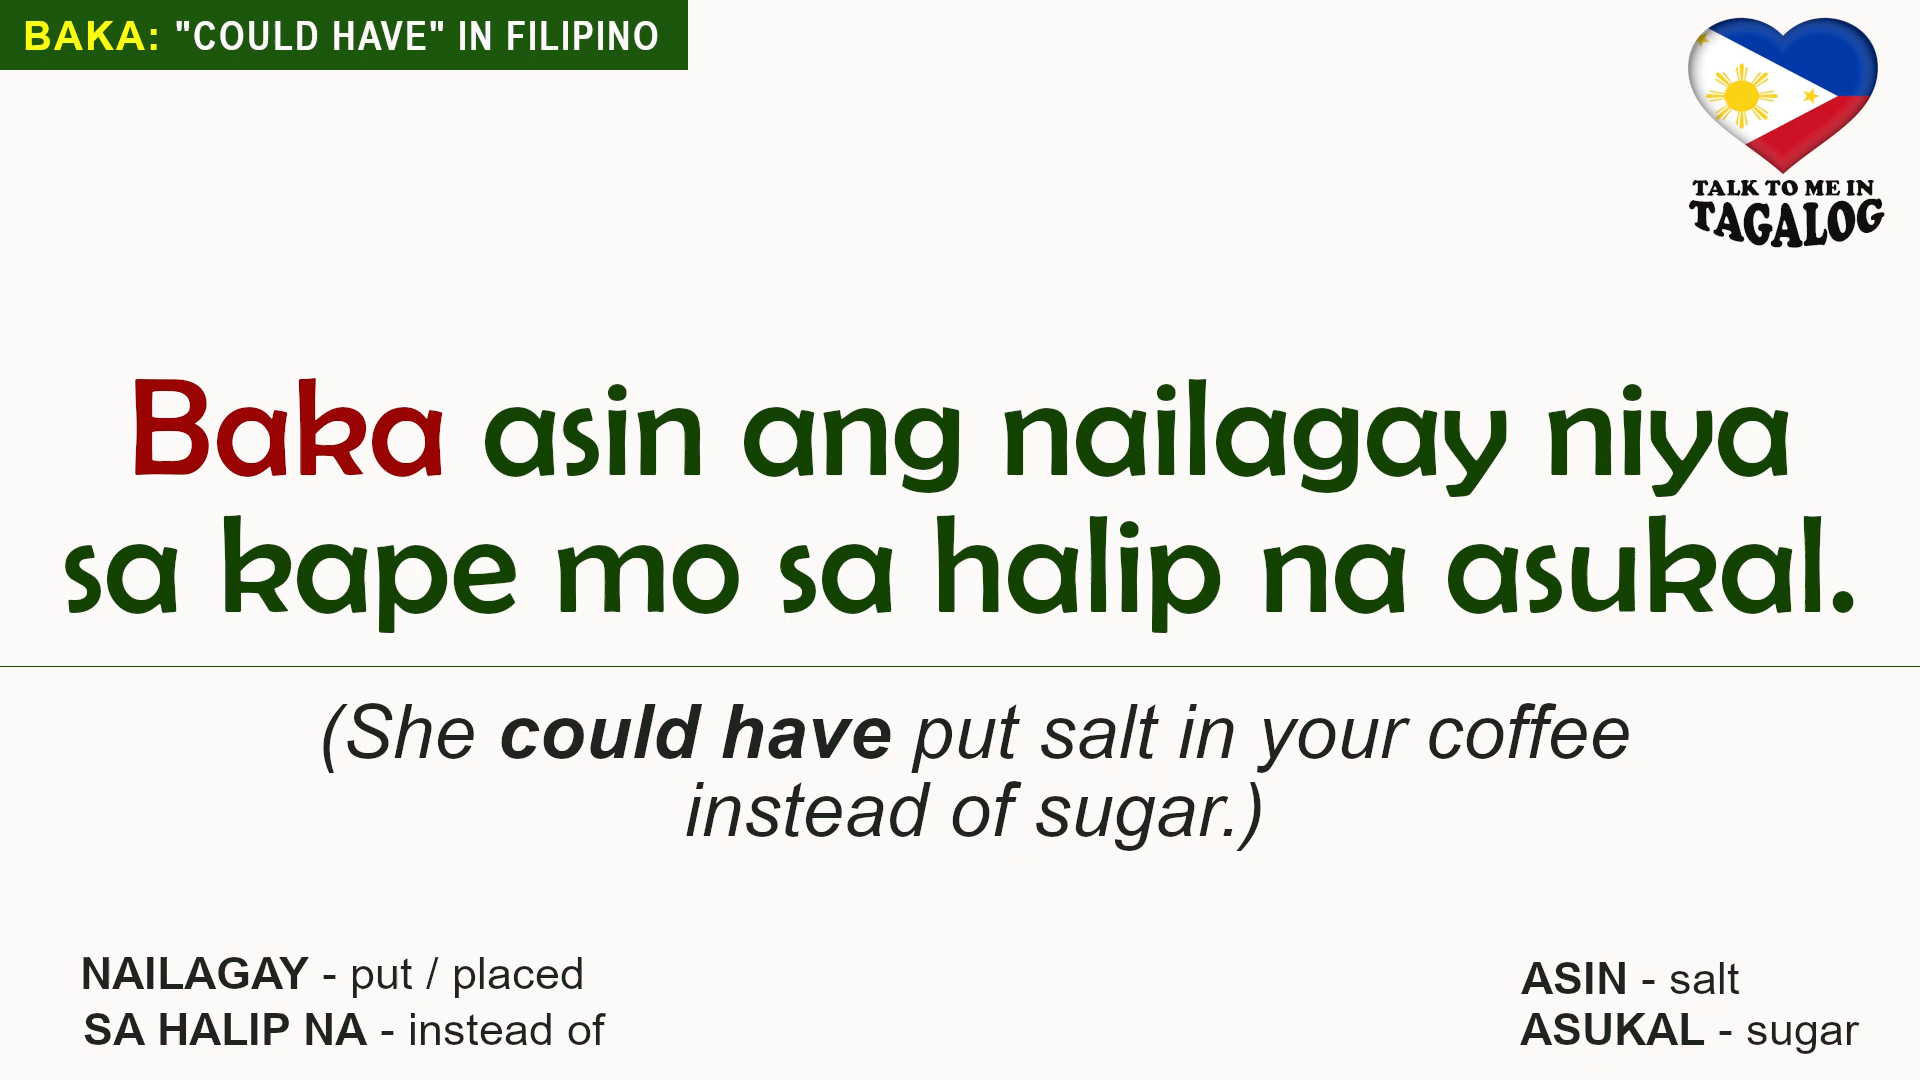 BAKA: "COULD HAVE" IN FILIPINO
TALK TO ME IN
TAGALOG
Baka asin ang nailagay niya
sa kape mo sa halip na asukal.
(She could have put salt in your coffee
instead of sugar.)
NAILAGAY - put / placed
SA HALIP NA - instead of
ASIN - salt
ASUKAL - sugar